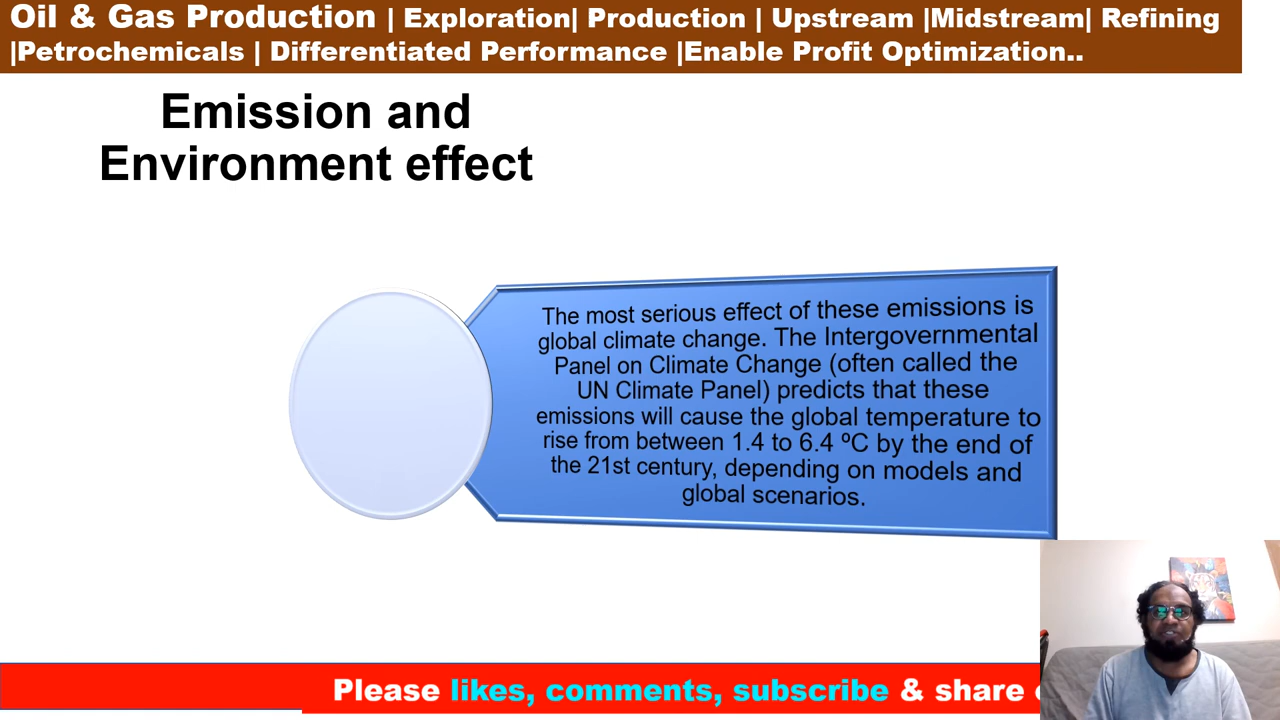 Oil & Gas Production | Exploration| Production | Upstream |Midstream| Refining
|Petrochemicals | Differentiated Performance |Enable Profit Optimization..
Emission and
Environment effect
The most serious effect of these emissions is
global climate change. The Intergovernmental
Panel on Climate Change (often called the
UN Climate Panel) predicts that these
emissions will cause the global temperature to
rise from between 1.4 to 6.4 ºC by the end of
the 21st century, depending on models and
global scenarios.
Please likes, comments, subscribe & share